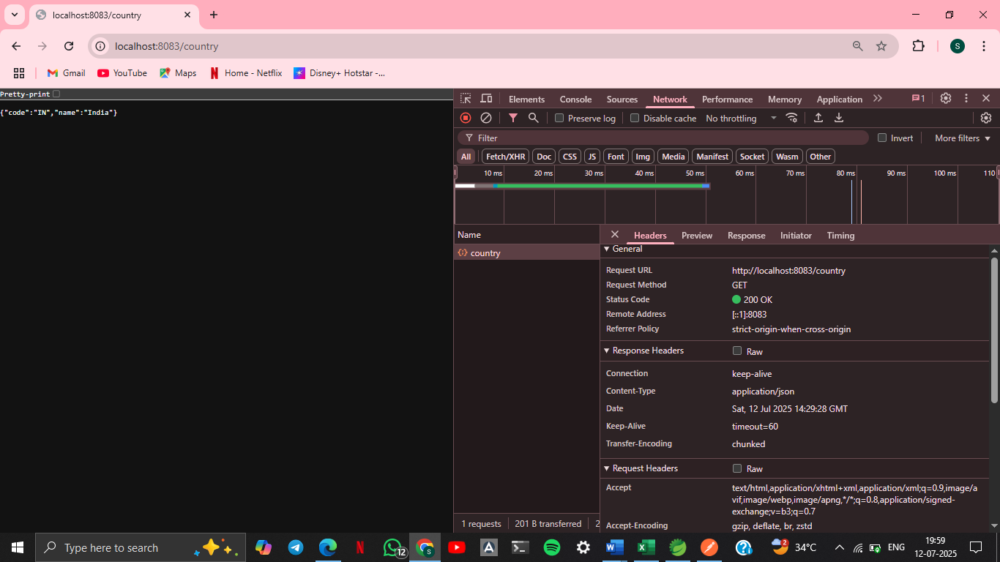 localhost:8083/country
localhost:8083/country
S
Gmail
YouTube
Maps
Home - Netflix
Disney+ Hotstar -...
Pretty-print
{"code":"IN","name":"India"}
Elements
Console
Sources
Network
Performance
Memory
Application
1
Preserve log
Disable cache
No throttling
Filter
Invert
More filters
All
Fetch/XHR
Doc
CSS
JS
Font
Img
Media
Manifest
Socket
Wasm
Other
10 ms
20 ms
30 ms
40 ms
50 ms
60 ms
70 ms
80 ms
90 ms
100 ms
110
Name
country
Headers
Preview
Response
Initiator
Timing
General
Request URL
http://localhost:8083/country
Request Method
GET
Status Code
200 OK
Remote Address
[::1]:8083
Referrer Policy
strict-origin-when-cross-origin
Response Headers
Raw
Connection
keep-alive
Content-Type
application/json
Date
Sat, 12 Jul 2025 14:29:28 GMT
Keep-Alive
timeout=60
Transfer-Encoding
chunked
Request Headers
Raw
Accept
text/html,application/xhtml+xml,application/xml;q=0.9,image/a
vif,image/webp,image/apng,*/*;q=0.8,application/signed-
exchange;v=b3;q=0.7
Accept-Encoding
gzip, deflate, br, zstd
1 requests
201 B transferred
2
Type here to search
12
2
34°C
ENG
19:59
12-07-2025